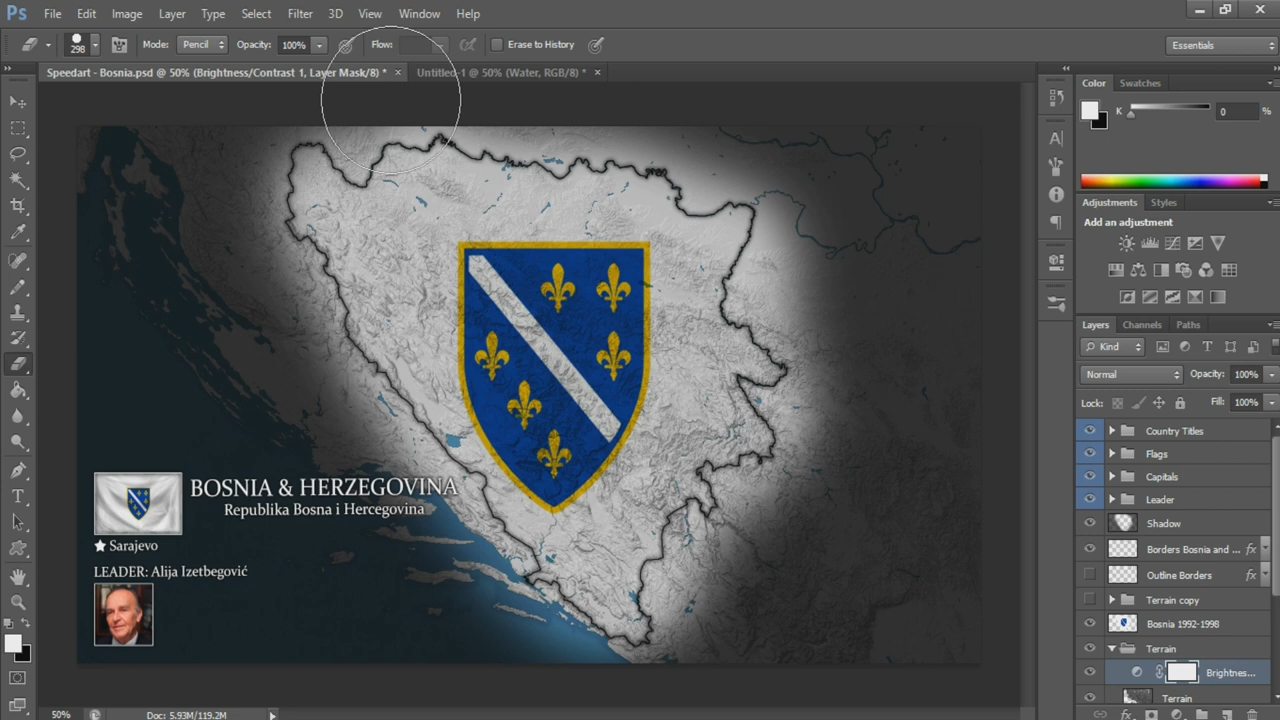 Ps File Edit Image Layer Type Select Filter 3D View Window Help
298 Mode: Pencil Opacity: 100% Flow: Erase to History Essentials
Speedart - Bosnia.psd @ 50% (Brightness/Contrast 1, Layer Mask/8) * × Untitled-1 @ 50% (Water, RGB/8) * ×
Color Swatches
K 0 %
Adjustments Styles
Add an adjustment
Layers Channels Paths
Kind
Normal Opacity: 100%
Lock: Fill: 100%
Country Titles
Flags
Capitals
Leader
Shadow
Borders Bosnia and ... fx
Outline Borders fx
Terrain copy
Bosnia 1992-1998
Terrain
Brightnes...
Terrain
BOSNIA & HERZEGOVINA
Republika Bosna i Hercegovina
Sarajevo
LEADER: Alija Izetbegović
50% Doc: 5.93M/119.2M